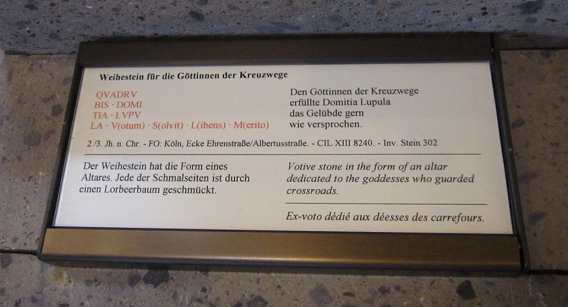 Weihestein für die Göttinnen der Kreuzwege
QVADRV
BIS · DOMI
TIA · LVPV
LA · V(otum) · S(olvit) · L(ibens) · M(erito)
Den Göttinnen der Kreuzwege
erfüllte Domitia Lupula
das Gelübde gern
wie versprochen.
2./3. Jh. n. Chr. - FO: Köln, Ecke Ehrenstraße/Albertusstraße. - CIL XIII 8240. - Inv. Stein 302
Der Weihestein hat die Form eines
Altares. Jede der Schmalseiten ist durch
einen Lorbeerbaum geschmückt.
Votive stone in the form of an altar
dedicated to the goddesses who guarded
crossroads.
Ex-voto dédié aux déesses des carrefours.